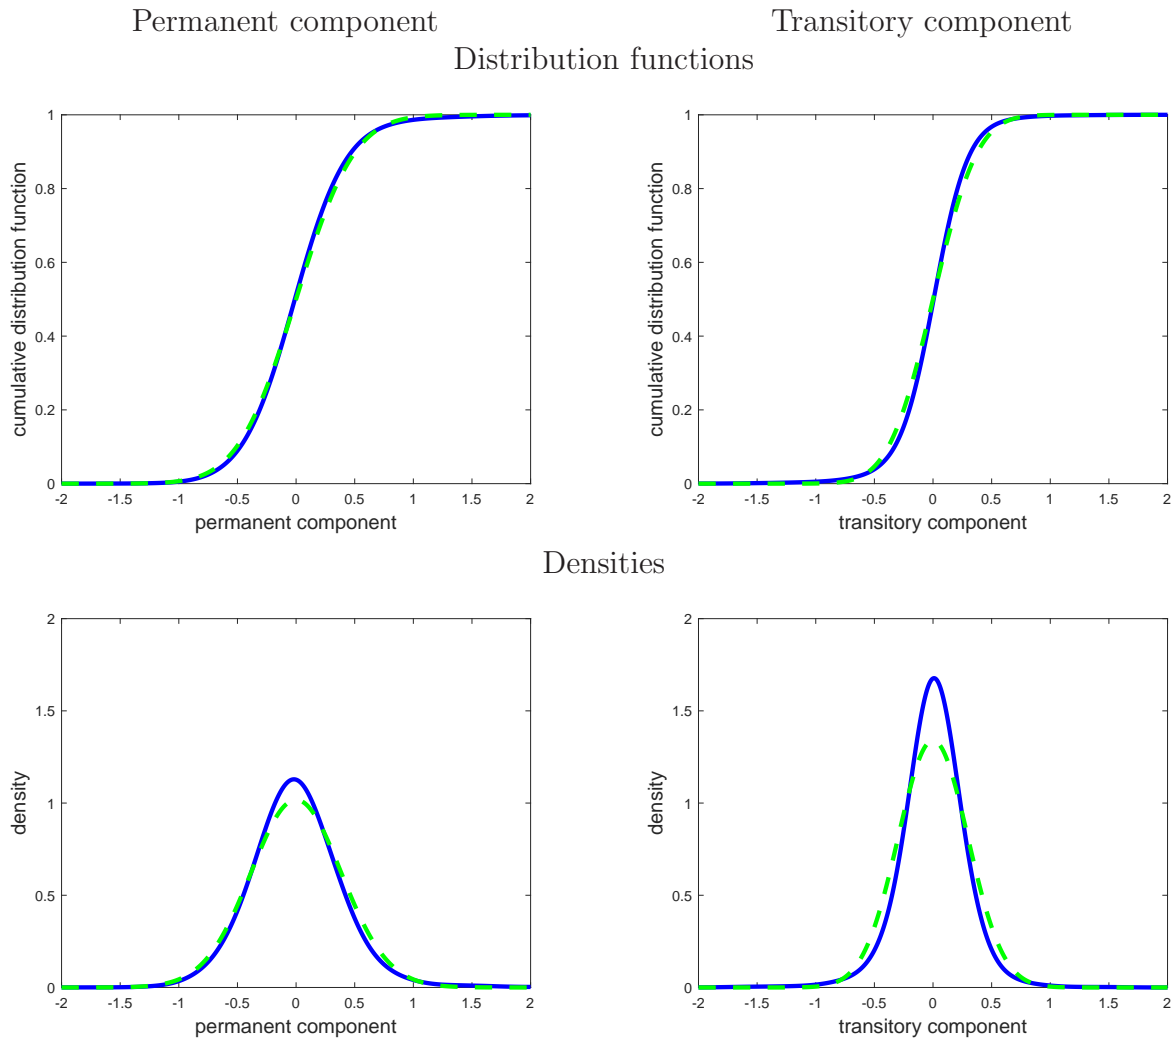 Permanent component
Transitory component
Distribution functions
cumulative distribution function
1
0.8
0.6
0.4
0.2
0
-2 -1.5 -1 -0.5 0 0.5 1 1.5 2
permanent component
cumulative distribution function
1
0.8
0.6
0.4
0.2
0
-2 -1.5 -1 -0.5 0 0.5 1 1.5 2
transitory component
Densities
density
2
1.5
1
0.5
0
-2 -1.5 -1 -0.5 0 0.5 1 1.5 2
permanent component
density
2
1.5
1
0.5
0
-2 -1.5 -1 -0.5 0 0.5 1 1.5 2
transitory component